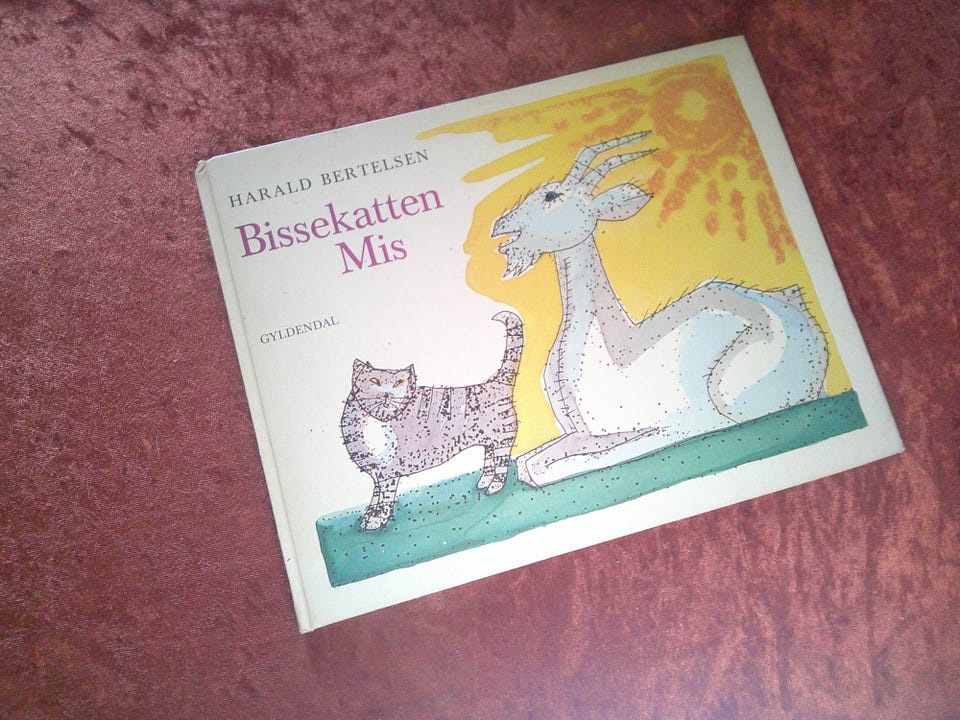 HARALD BERTELSEN
Bissekatten
Mis
GYLDENDAL